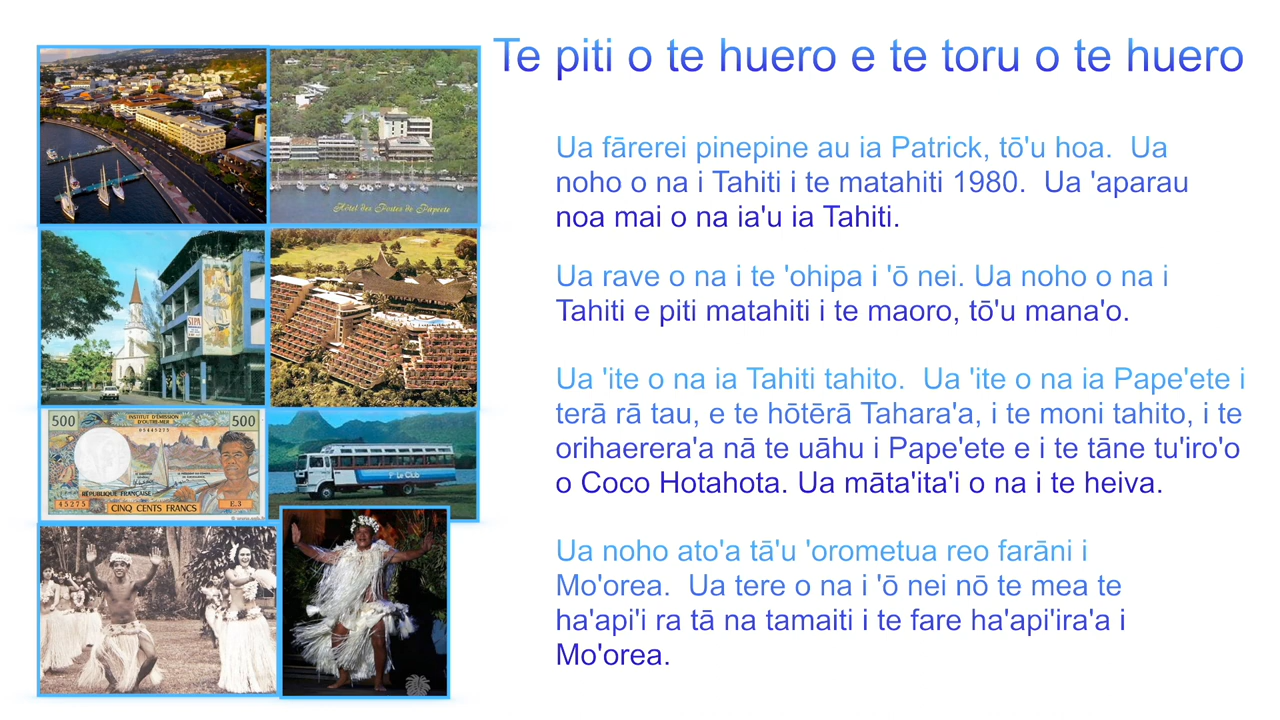 Te piti o te huero e te toru o te huero
Ua fārerei pinepine au ia Patrick, tō'u hoa.  Ua
noho o na i Tahiti i te matahiti 1980.  Ua 'aparau
noa mai o na ia'u ia Tahiti.
Ua rave o na i te 'ohipa i 'ō nei. Ua noho o na i
Tahiti e piti matahiti i te maoro, tō'u mana'o.
Ua 'ite o na ia Tahiti tahito.  Ua 'ite o na ia Pape'ete i
terā rā tau, e te hōtērā Tahara'a, i te moni tahito, i te
orihaerera'a nā te uāhu i Pape'ete e i te tāne tu'iro'o
o Coco Hotahota. Ua māta'ita'i o na i te heiva.
Ua noho ato'a tā'u 'orometua reo farāni i
Mo'orea.  Ua tere o na i 'ō nei nō te mea te
ha'api'i ra tā na tamaiti i te fare ha'api'ira'a i
Mo'orea.
Hôtel des Postes de Papeete
500
INSTITUT D'ÉMISSION
D'OUTRE-MER
500
RÉPUBLIQUE FRANÇAISE
45275
CINQ CENTS FRANCS
E.3
Le Club